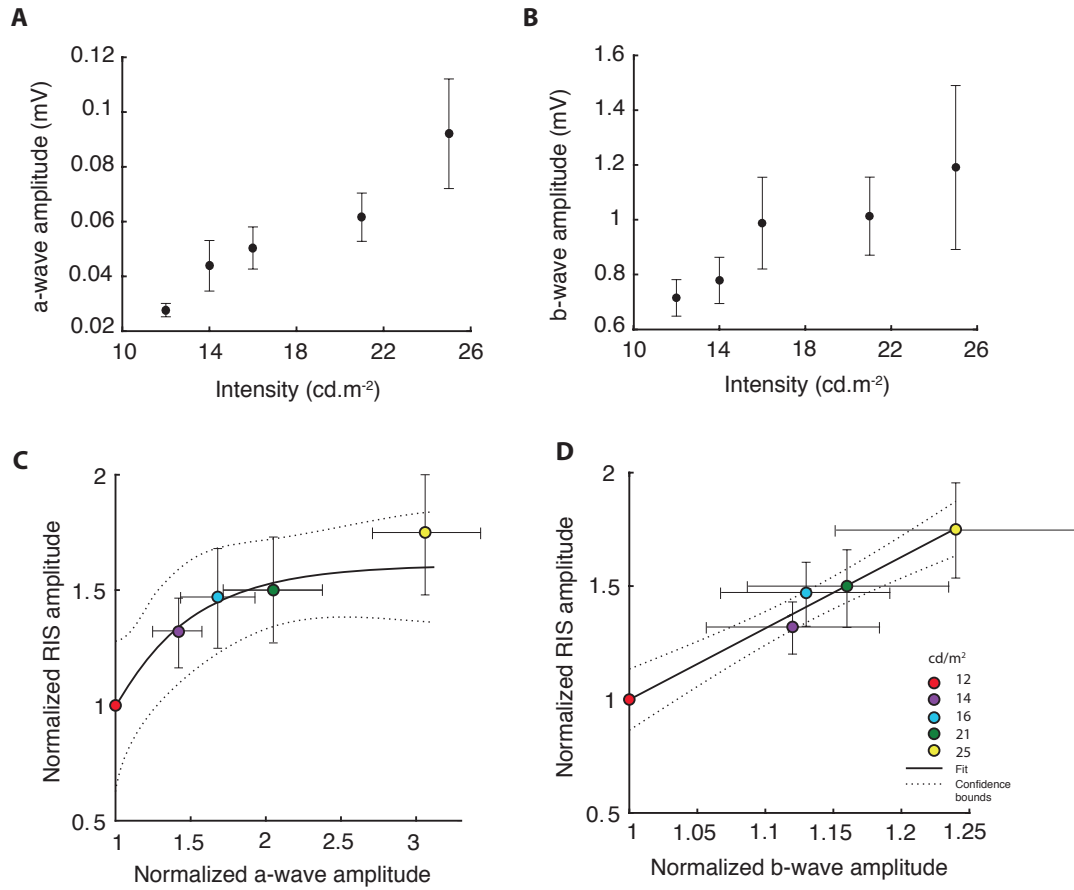 A
0.12
0.1
0.08
0.06
0.04
0.02
a-wave amplitude (mV)
10 14 18 22 26
Intensity (cd.m-2)
B
1.6
1.4
1.2
1
0.8
0.6
b-wave amplitude (mV)
10 14 18 22 26
Intensity (cd.m-2)
C
2
1.5
1
0.5
Normalized RIS amplitude
1 1.5 2 2.5 3
Normalized a-wave amplitude
D
2
1.5
1
0.5
Normalized RIS amplitude
cd/m²
12
14
16
21
25
Fit
Confidence
bounds
1 1.05 1.1 1.15 1.2 1.25
Normalized b-wave amplitude